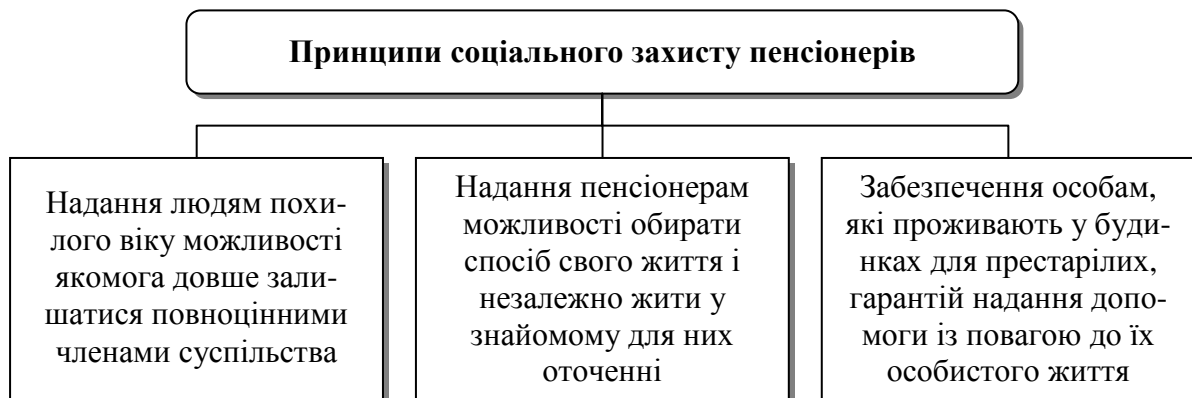 Принципи соціального захисту пенсіонерів
Надання людям похи-
лого віку можливості
якомога довше зали-
шатися повноцінними
членами суспільства
Надання пенсіонерам
можливості обирати
спосіб свого життя і
незалежно жити у
знайомому для них
оточенні
Забезпечення особам,
які проживають у буди-
нках для престарілих,
гарантій надання допо-
моги із повагою до їх
особистого життя